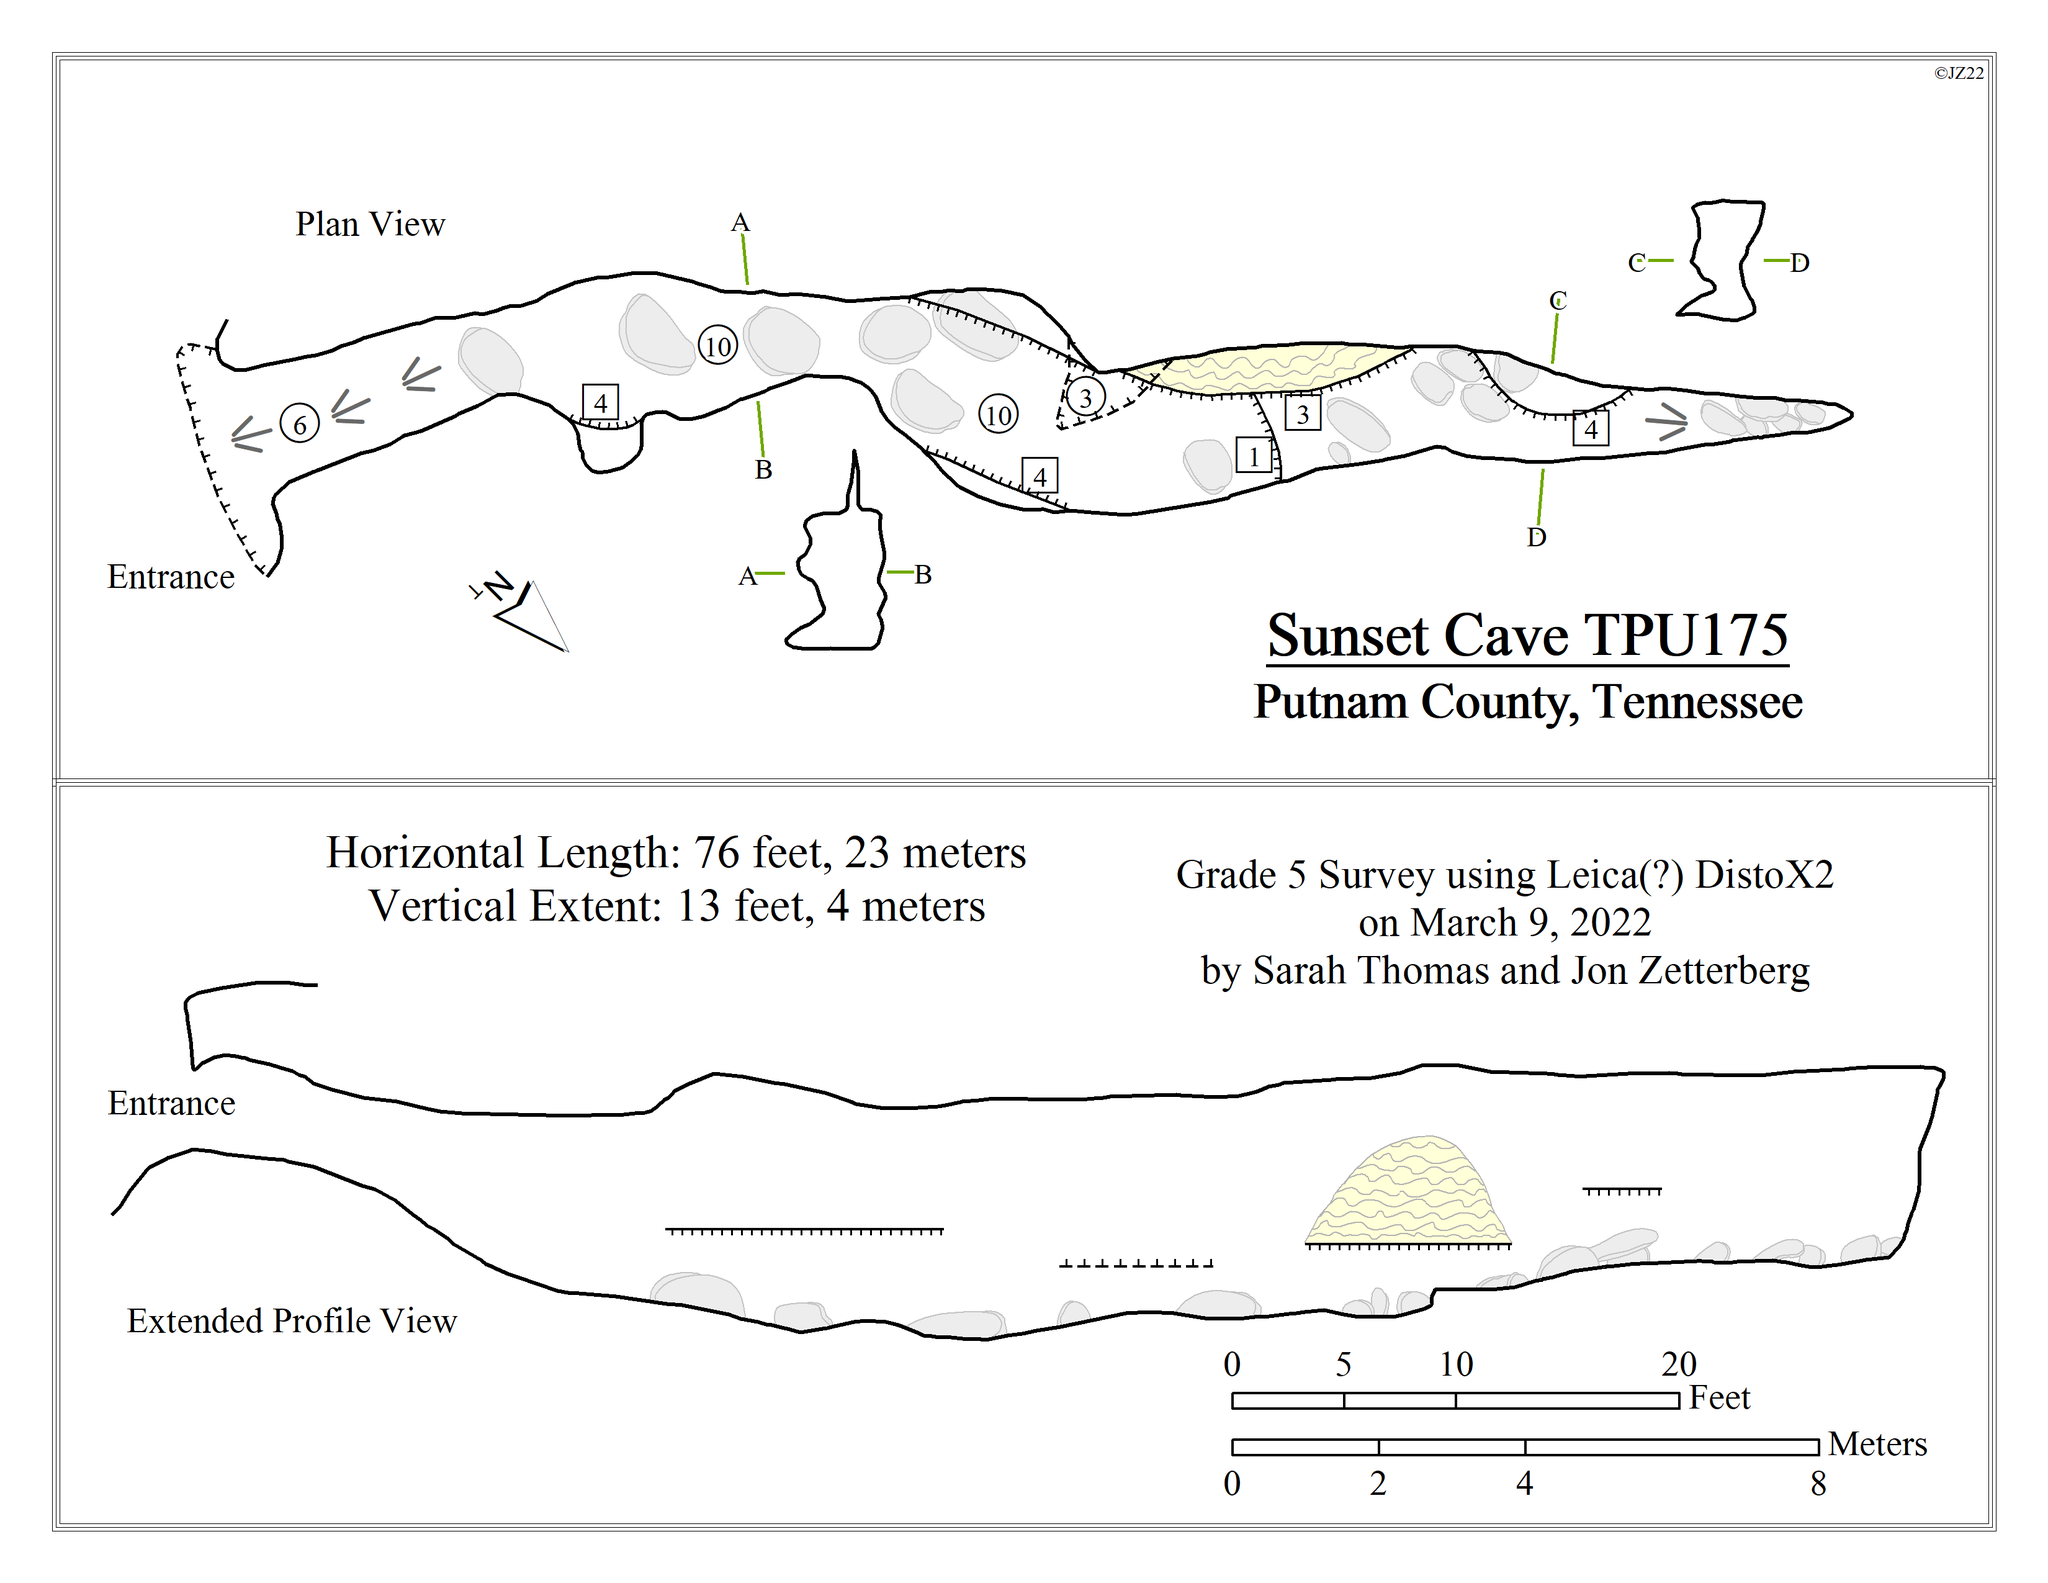 ©JZ22
Plan View
A
C
C
D
10
4
3
10
6
3
4
1
4
B
D
A
B
Entrance
N
T
Sunset Cave TPU175
Putnam County, Tennessee
Horizontal Length: 76 feet, 23 meters
Vertical Extent: 13 feet, 4 meters
Grade 5 Survey using Leica(?) DistoX2
on March 9, 2022
by Sarah Thomas and Jon Zetterberg
Entrance
Extended Profile View
0 5 10 20
Feet
Meters
0 2 4 8